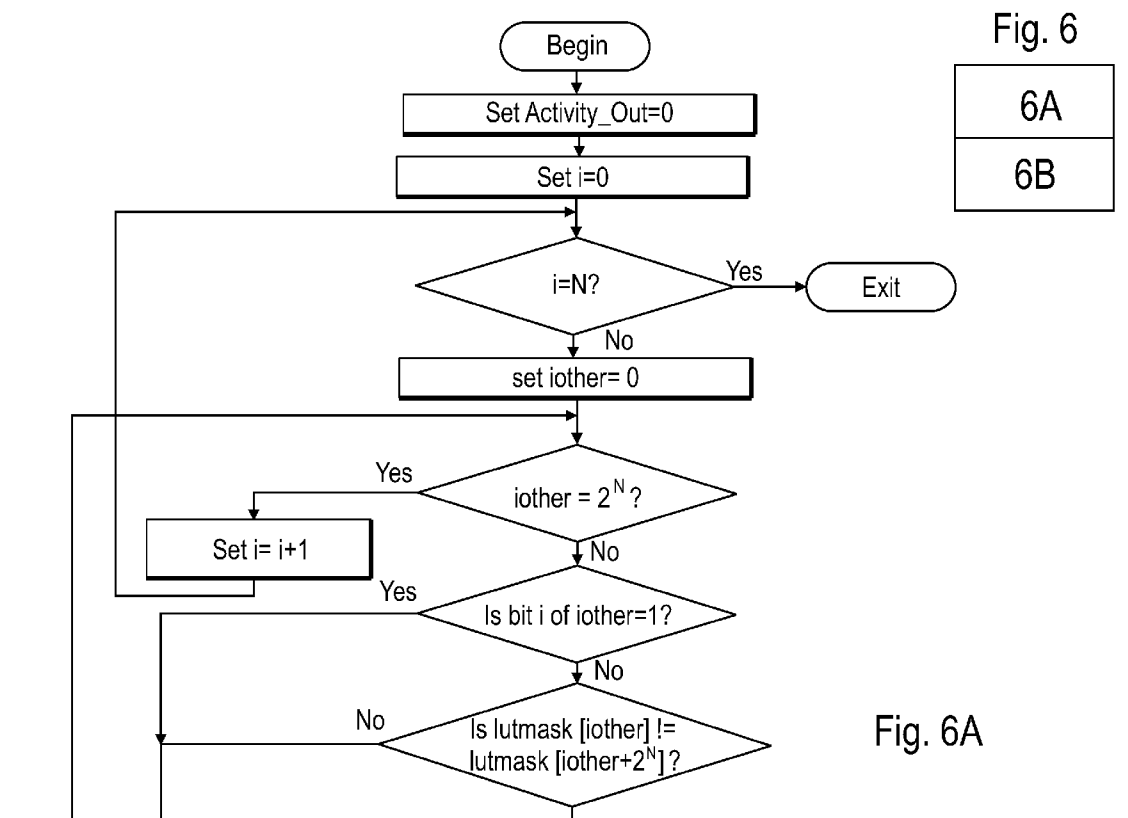 Fig. 6
6A
6B
Begin
Set Activity_Out=0
Set i=0
i=N?
Yes
Exit
No
set iother= 0
Yes
iother = 2^N ?
Set i= i+1
No
Yes
Is bit i of iother=1?
No
No
Is lutmask [iother] !=
lutmask [iother+2^N]?
Fig. 6A